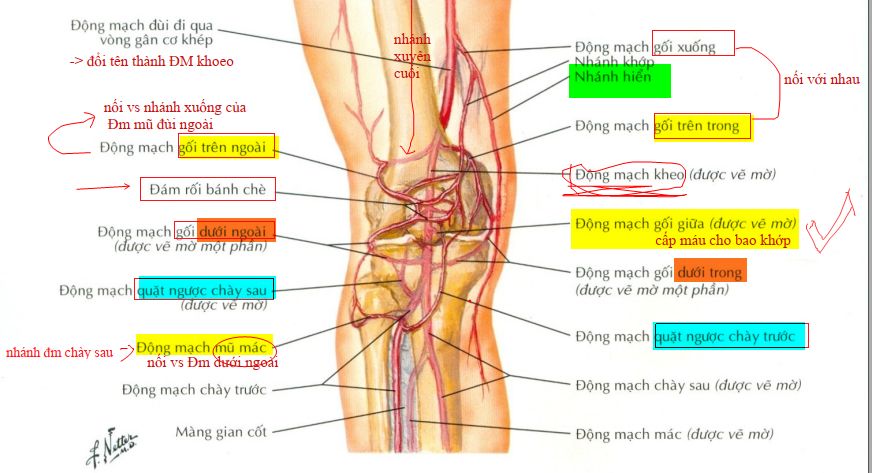 Động mạch đùi đi qua
vòng gân cơ khép
-> đổi tên thành ĐM khoeo
nối vs nhánh xuống của
Đm mũ đùi ngoài
Động mạch gối trên ngoài
Đám rối bánh chè
Động mạch gối dưới ngoài
(được vẽ mờ một phần)
Động mạch quặt ngược chày sau
(được vẽ mờ)
nhánh đm chày sau
Động mạch mũ mác
nối vs Đm dưới ngoài
Động mạch chày trước
Màng gian cốt
F. Netter
M.D.
nhánh
xuyên
cuối
Động mạch gối xuống
Nhánh khớp
Nhánh hiển
nối với nhau
Động mạch gối trên trong
Động mạch kheo (được vẽ mờ)
Động mạch gối giữa (được vẽ mờ)
cấp máu cho bao khớp
Động mạch gối dưới trong
(được vẽ mờ một phần)
Động mạch quặt ngược chày trước
Động mạch chày sau (được vẽ mờ)
Động mạch mác (được vẽ mờ)